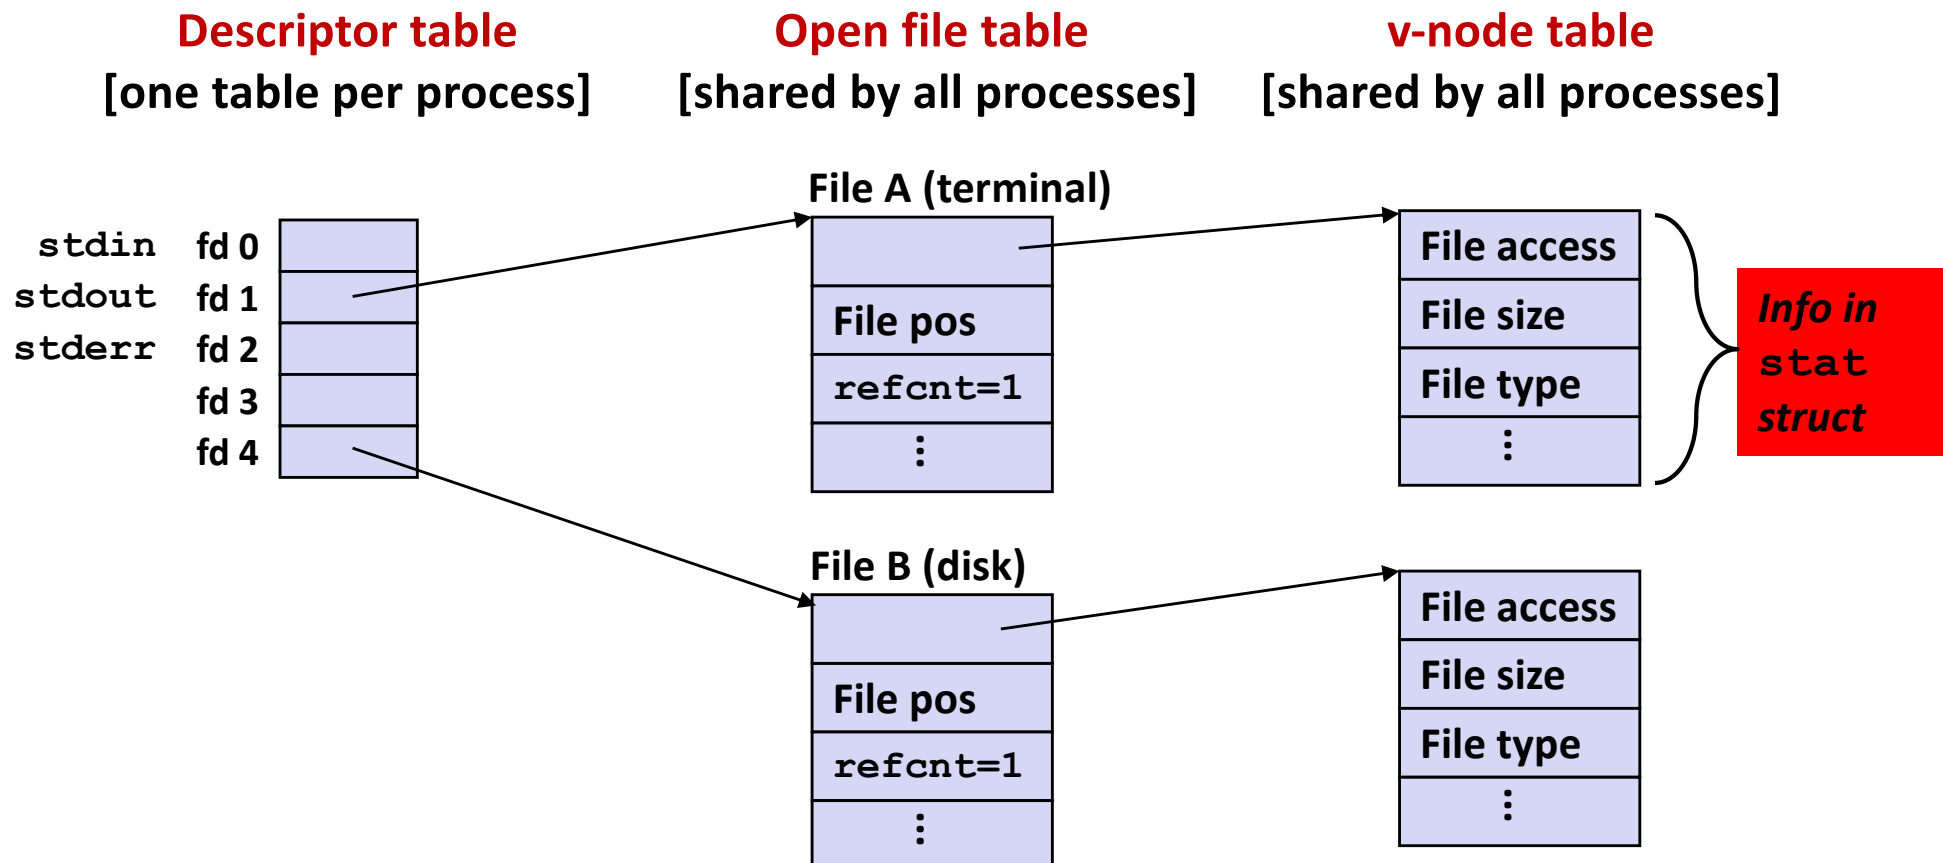 Descriptor table
[one table per process]
Open file table
[shared by all processes]
v-node table
[shared by all processes]
stdin fd 0
stdout fd 1
stderr fd 2
fd 3
fd 4
File A (terminal)
File pos
refcnt=1
⋮
File access
File size
File type
⋮
Info in
stat
struct
File B (disk)
File pos
refcnt=1
⋮
File access
File size
File type
⋮